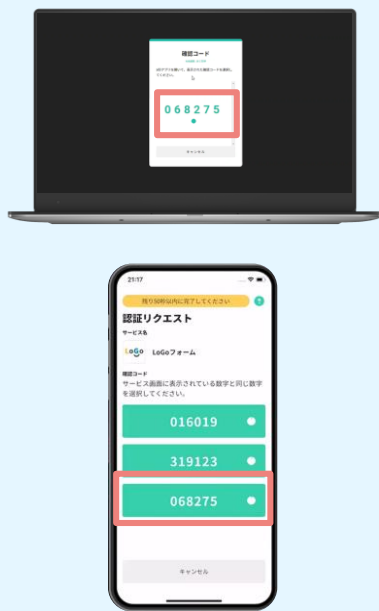 確認コード
068275
キャンセル
21:17
残り90秒以内に完了してください
?
認証リクエスト
サービス名
LoGo
LoGoフォーム
確認コード
サービス画面に表示されている数字と同じ数字
を選択してください。
016019
319123
068275
キャンセル